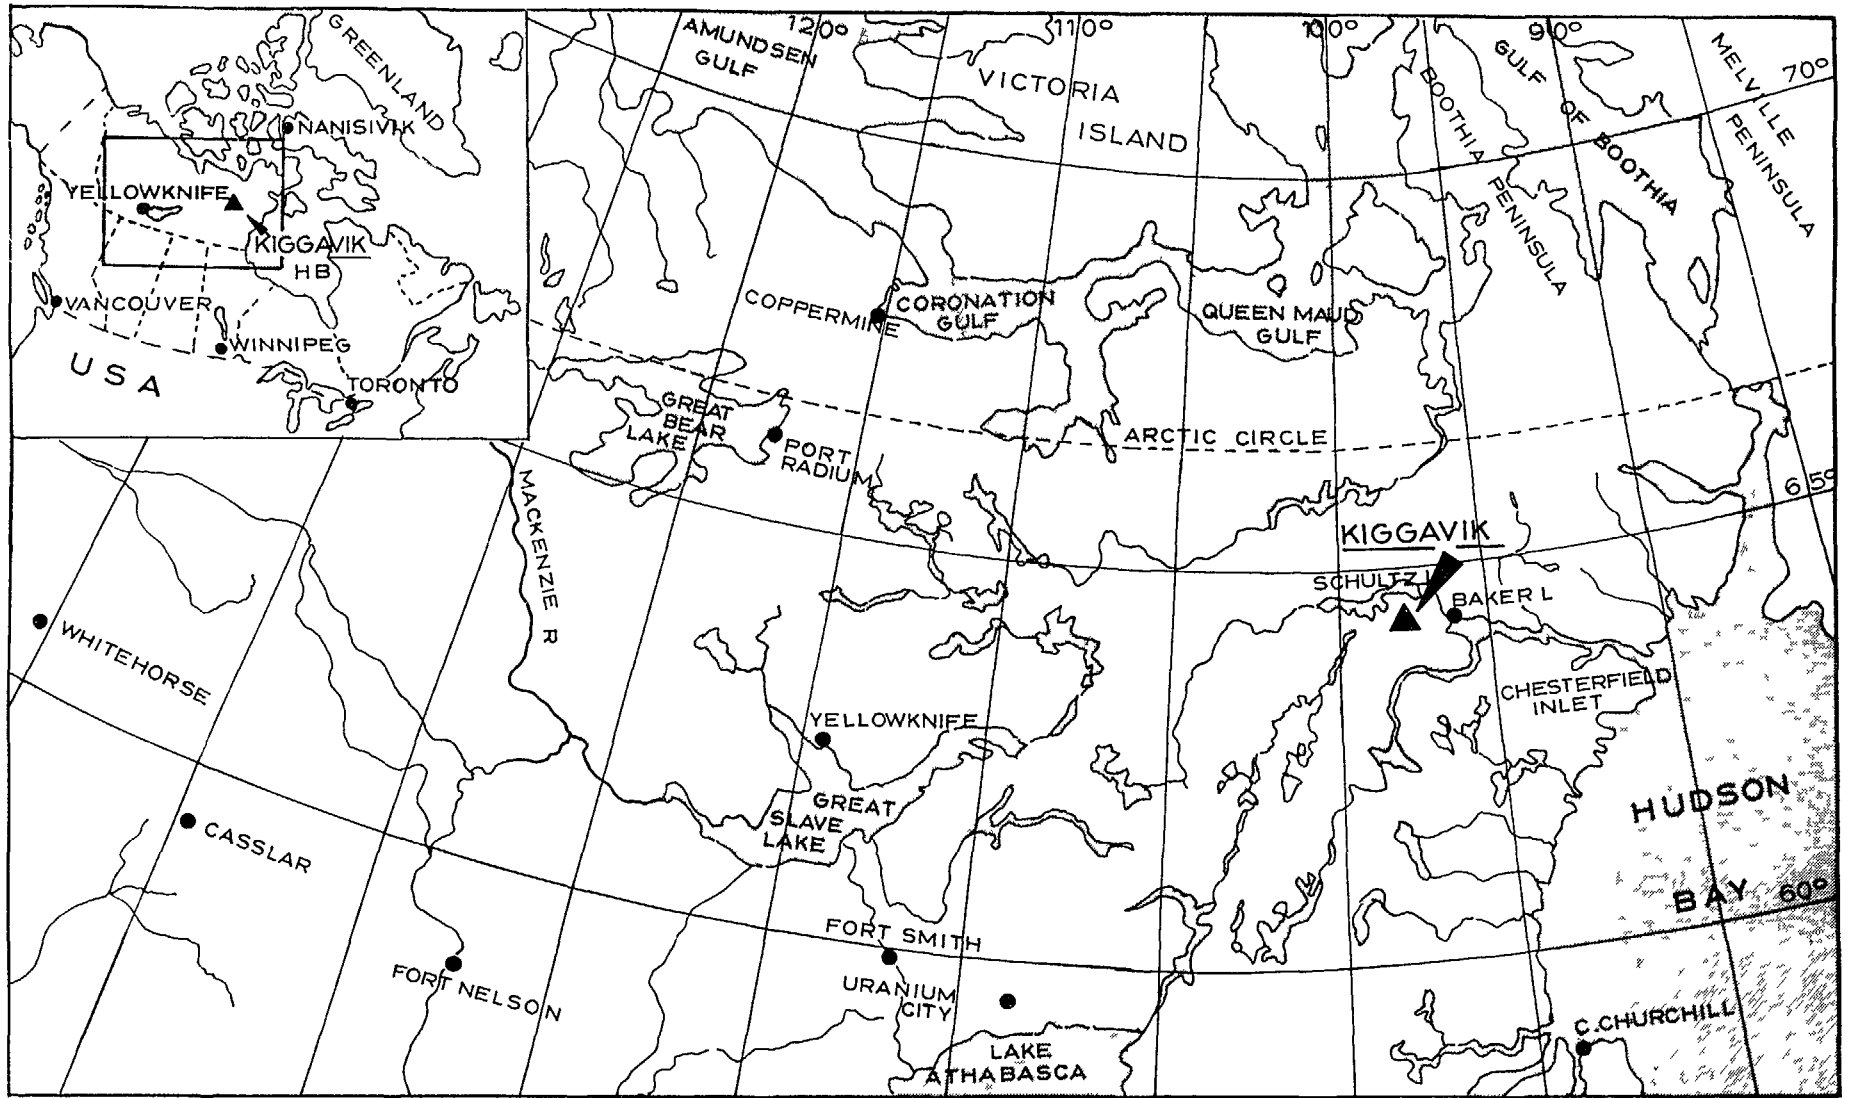 GREENLAND
NANISIVIK
YELLOWKNIFE
KIGGAVIK
H B
VANCOUVER
WINNIPEG
TORONTO
U S A
AMUNDSEN
GULF
120°
110°
100°
90°
70°
VICTORIA
ISLAND
BOOTHIA
PENINSULA
GULF
OF
BOOTHIA
MELVILLE
PENINSULA
COPPERMINE
CORONATION
GULF
QUEEN MAUD
GULF
GREAT
BEAR
LAKE
PORT
RADIUM
ARCTIC CIRCLE
65°
MACKENZIE R
KIGGAVIK
SCHULTZ L
BAKER L
WHITEHORSE
CHESTERFIELD
INLET
YELLOWKNIFE
GREAT
SLAVE
LAKE
HUDSON
BAY
60°
CASSLAR
FORT SMITH
FORT NELSON
URANIUM
CITY
C.CHURCHILL
LAKE
ATHABASCA